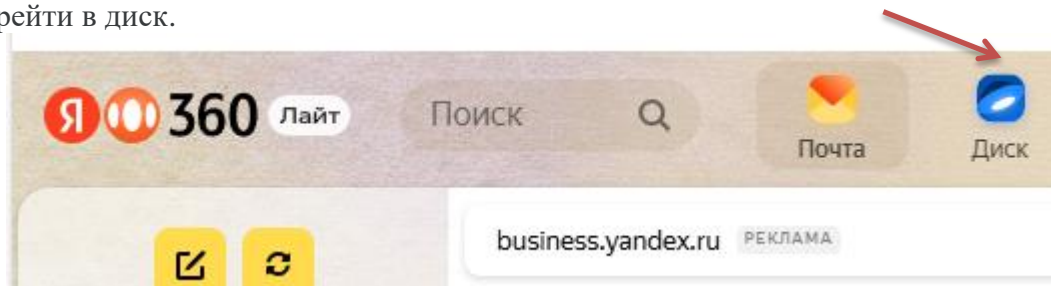 рейти в диск.
Я 360 Лайт
Поиск
Почта
Диск
business.yandex.ru РЕКЛАМА